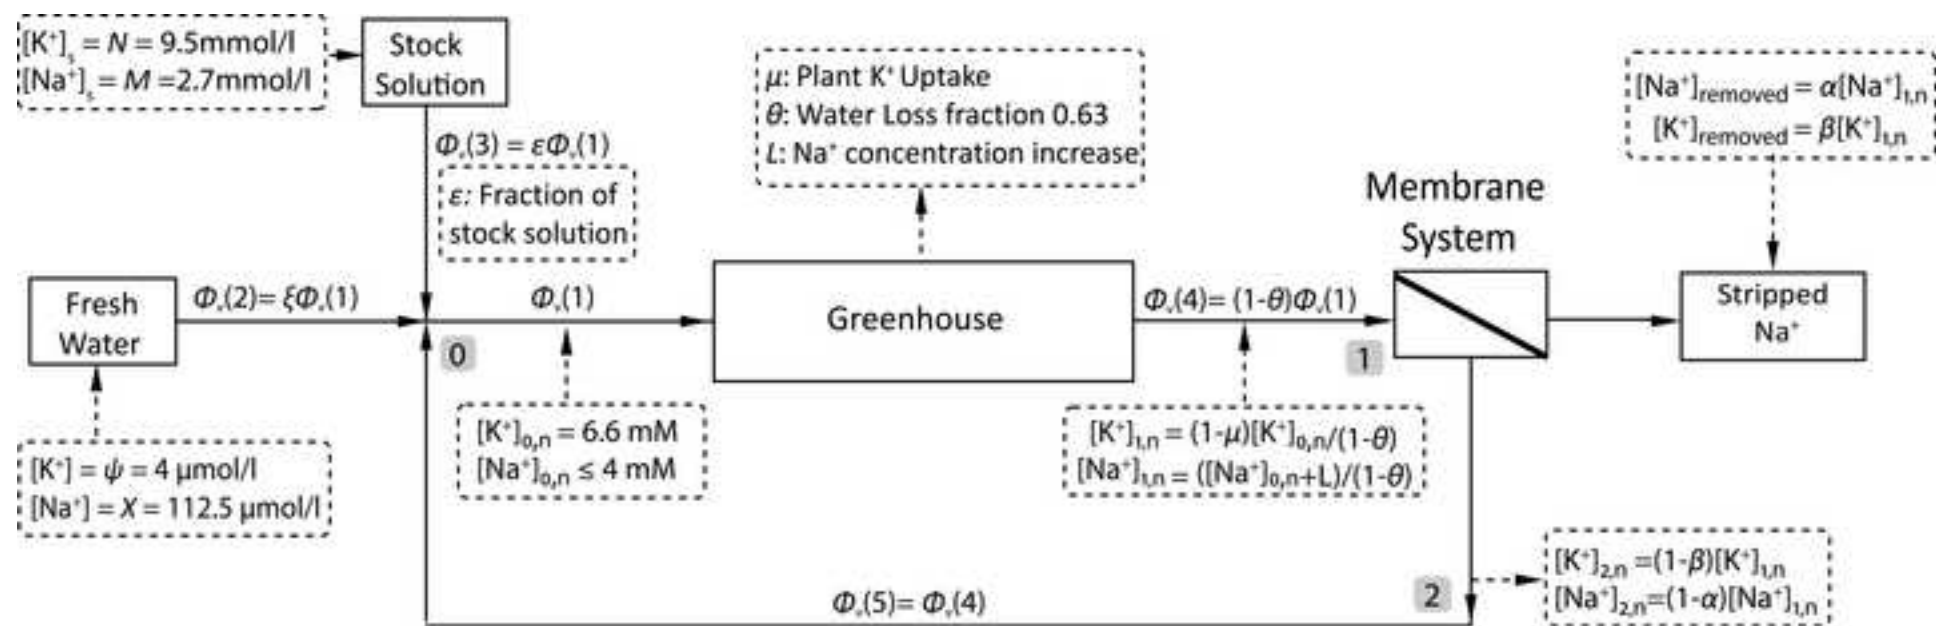 [K⁺]ₛ = N = 9.5mmol/l
[Na⁺]ₛ = M =2.7mmol/l
Stock
Solution
Φᵥ(3) = εΦᵥ(1)
ε: Fraction of
stock solution
μ: Plant K⁺ Uptake
θ: Water Loss fraction 0.63
L: Na⁺ concentration increase
[Na⁺]removed = α[Na⁺]₁,ₙ
[K⁺]removed = β[K⁺]₁,ₙ
Membrane
System
Fresh
Water
Φᵥ(2)= ξΦᵥ(1)
0
Φᵥ(1)
Greenhouse
Φᵥ(4)= (1-θ)Φᵥ(1)
1
Stripped
Na⁺
[K⁺] = ψ = 4 μmol/l
[Na⁺] = X = 112.5 μmol/l
[K⁺]₀,ₙ = 6.6 mM
[Na⁺]₀,ₙ ≤ 4 mM
[K⁺]₁,ₙ = (1-μ)[K⁺]₀,ₙ/(1-θ)
[Na⁺]₁,ₙ = ([Na⁺]₀,ₙ+L)/(1-θ)
Φᵥ(5)= Φᵥ(4)
2
[K⁺]₂,ₙ =(1-β)[K⁺]₁,ₙ
[Na⁺]₂,ₙ=(1-α)[Na⁺]₁,ₙ